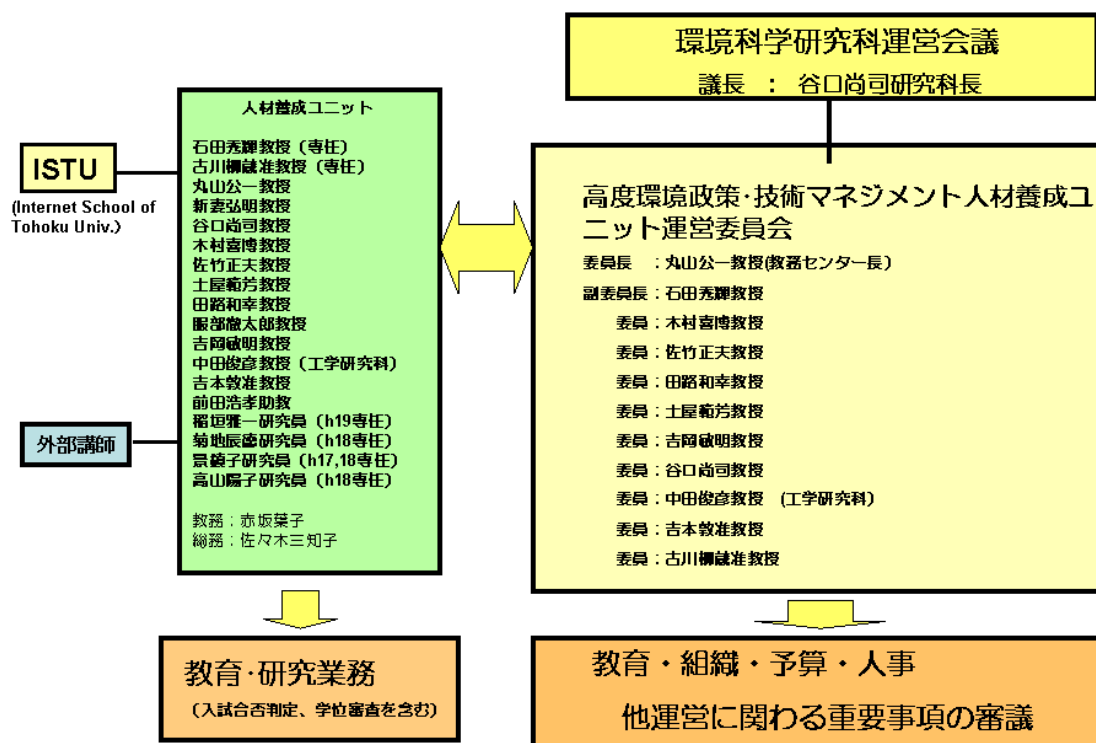 環境科学研究科運営会議
議長 : 谷口尚司研究科長
人材養成ユニット
石田秀輝教授（専任）
古川柳蔵准教授（専任）
丸山公一教授
新妻弘明教授
谷口尚司教授
木村喜博教授
佐竹正夫教授
土屋範芳教授
田路和幸教授
服部徹太郎教授
吉岡敏明教授
中田俊彦教授（工学研究科）
吉本敦准教授
前田浩孝助教
稲垣雅一研究員（h19専任）
菊地辰徳研究員（h18専任）
景鏡子研究員（h17,18専任）
高山陽子研究員（h18専任）
教務：赤坂葉子
総務：佐々木三知子
ISTU
(Internet School of
Tohoku Univ.)
外部講師
高度環境政策・技術マネジメント人材養成ユ
ニット運営委員会
委員長 ：丸山公一教授(教務センター長)
副委員長：石田秀輝教授
委員：木村喜博教授
委員：佐竹正夫教授
委員：田路和幸教授
委員：土屋範芳教授
委員：吉岡敏明教授
委員：谷口尚司教授
委員：中田俊彦教授 （工学研究科）
委員：吉本敦准教授
委員：古川柳蔵准教授
教育・研究業務
（入試合否判定、学位審査を含む）
教育・組織・予算・人事
他運営に関わる重要事項の審議